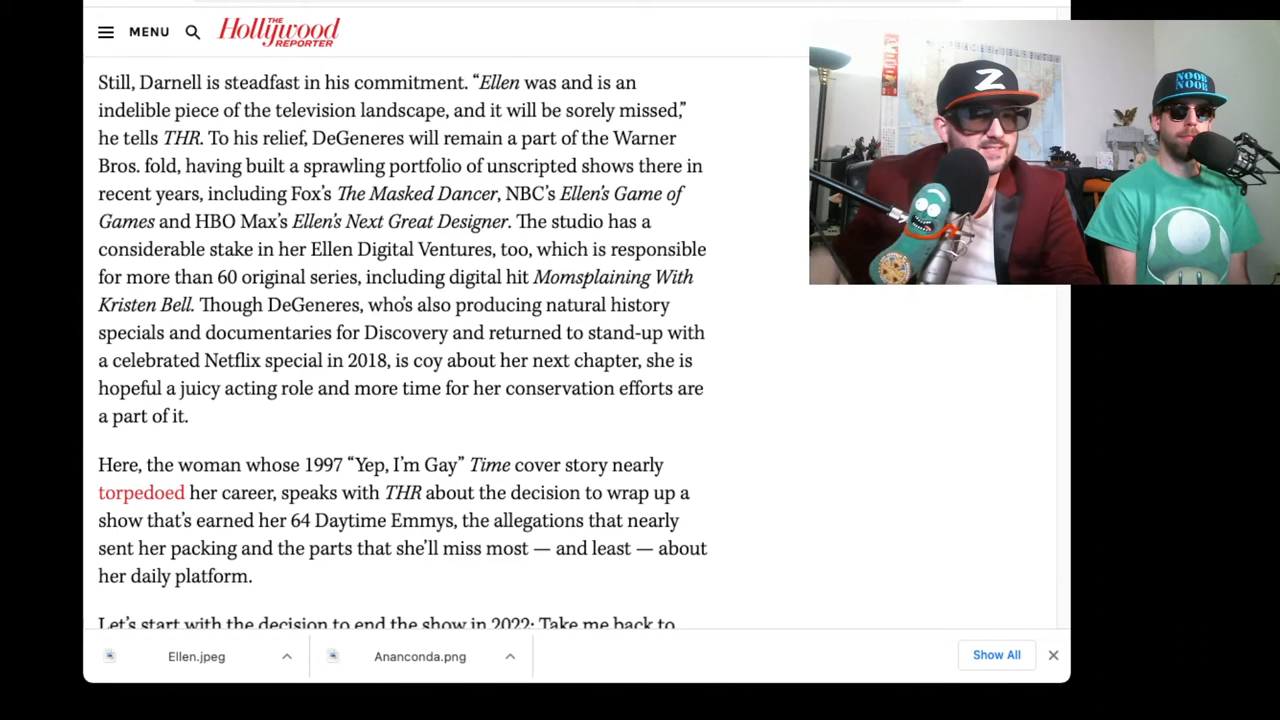 MENU
THE
Hollywood
REPORTER
Still, Darnell is steadfast in his commitment. “Ellen was and is an
indelible piece of the television landscape, and it will be sorely missed,”
he tells THR. To his relief, DeGeneres will remain a part of the Warner
Bros. fold, having built a sprawling portfolio of unscripted shows there in
recent years, including Fox’s The Masked Dancer, NBC’s Ellen’s Game of
Games and HBO Max’s Ellen’s Next Great Designer. The studio has a
considerable stake in her Ellen Digital Ventures, too, which is responsible
for more than 60 original series, including digital hit Momsplaining With
Kristen Bell. Though DeGeneres, who’s also producing natural history
specials and documentaries for Discovery and returned to stand-up with
a celebrated Netflix special in 2018, is coy about her next chapter, she is
hopeful a juicy acting role and more time for her conservation efforts are
a part of it.
Here, the woman whose 1997 “Yep, I’m Gay” Time cover story nearly
torpedoed her career, speaks with THR about the decision to wrap up a
show that’s earned her 64 Daytime Emmys, the allegations that nearly
sent her packing and the parts that she’ll miss most — and least — about
her daily platform.
Let’s start with the decision to end the show in 2022: Take me back to
Ellen.jpeg
Ananconda.png
Show All
Z
NOOB
NOOB